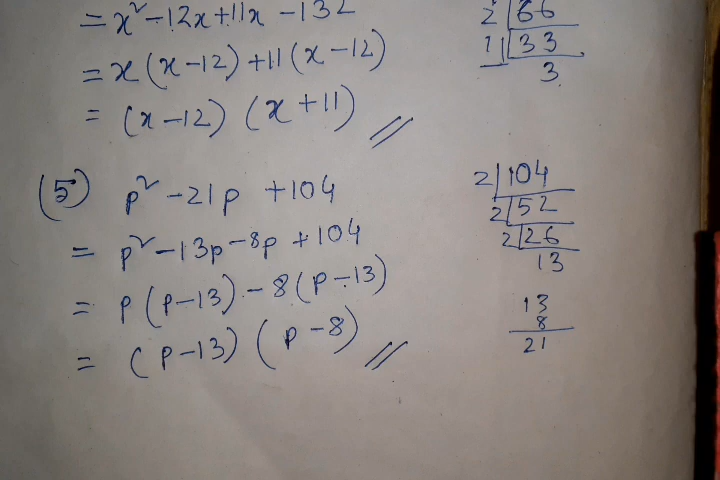 = x² -12x+11x -132
= x(x-12)+11(x-12)
= (x-12) (x+11) //
2 66
11 33
3
(5) p² -21p +104
= p² -13p -8p +104
= p(p-13) -8(p-13)
= (p-13) (p-8) //
2 104
2 52
2 26
13
13
8
21